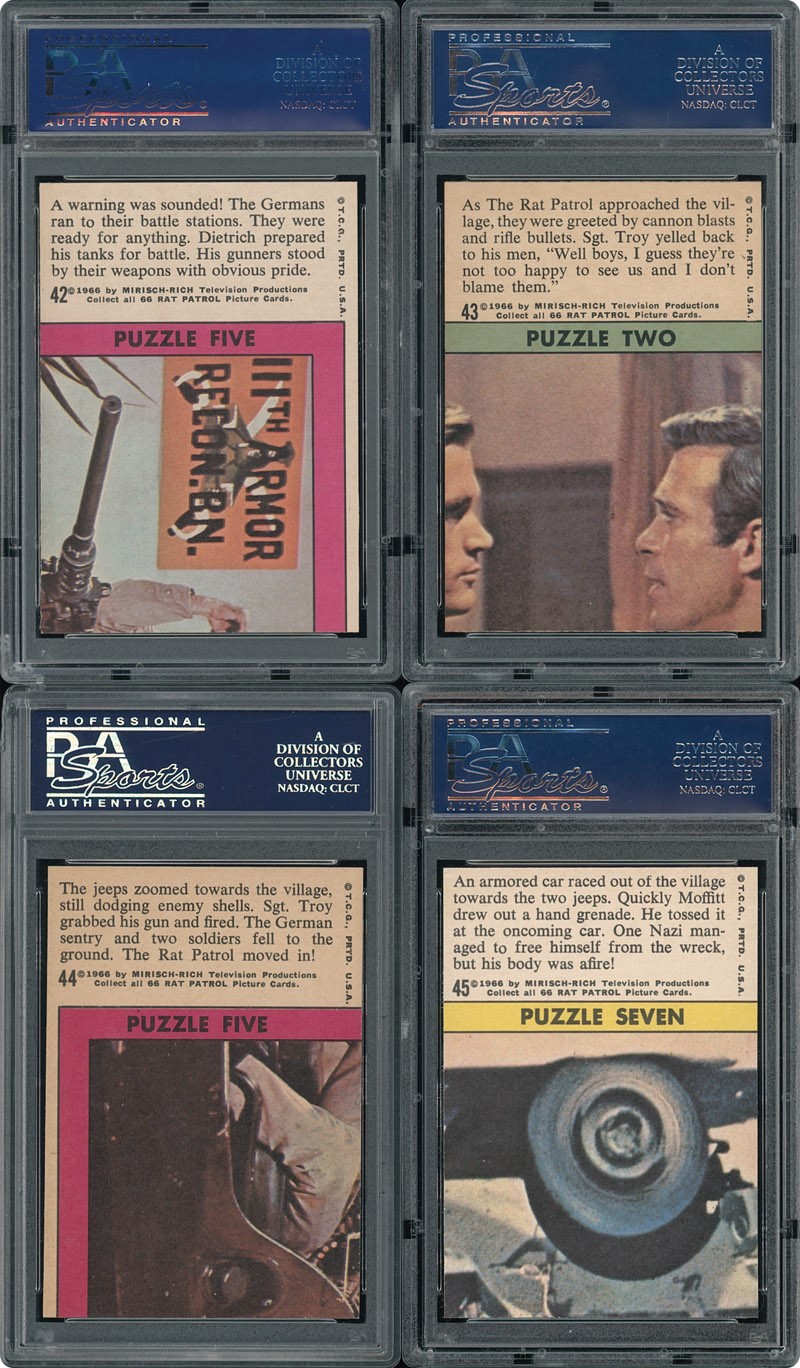 PROFESSIONAL
PSA
Sports®
AUTHENTICATOR
A
DIVISION OF
COLLECTORS
UNIVERSE
NASDAQ: CLCT
A warning was sounded! The Germans
ran to their battle stations. They were
ready for anything. Dietrich prepared
his tanks for battle. His gunners stood
by their weapons with obvious pride.
42 ©1966 by MIRISCH-RICH Television Productions
Collect all 66 RAT PATROL Picture Cards.
© T.C.G., PRTD. U.S.A.
PUZZLE FIVE
IIITH ARMOR
RECON. BN.
PROFESSIONAL
PSA
Sports®
AUTHENTICATOR
A
DIVISION OF
COLLECTORS
UNIVERSE
NASDAQ: CLCT
As The Rat Patrol approached the vil-
lage, they were greeted by cannon blasts
and rifle bullets. Sgt. Troy yelled back
to his men, “Well boys, I guess they’re
not too happy to see us and I don’t
blame them.”
43 ©1966 by MIRISCH-RICH Television Productions
Collect all 66 RAT PATROL Picture Cards.
© T.C.G., PRTD. U.S.A.
PUZZLE TWO
PROFESSIONAL
PSA
Sports®
AUTHENTICATOR
A
DIVISION OF
COLLECTORS
UNIVERSE
NASDAQ: CLCT
The jeeps zoomed towards the village,
still dodging enemy shells. Sgt. Troy
grabbed his gun and fired. The German
sentry and two soldiers fell to the
ground. The Rat Patrol moved in!
44 ©1966 by MIRISCH-RICH Television Productions
Collect all 66 RAT PATROL Picture Cards.
© T.C.G., PRTD. U.S.A.
PUZZLE FIVE
PROFESSIONAL
PSA
Sports®
AUTHENTICATOR
A
DIVISION OF
COLLECTORS
UNIVERSE
NASDAQ: CLCT
An armored car raced out of the village
towards the two jeeps. Quickly Moffitt
drew out a hand grenade. He tossed it
at the oncoming car. One Nazi man-
aged to free himself from the wreck,
but his body was afire!
45 ©1966 by MIRISCH-RICH Television Productions
Collect all 66 RAT PATROL Picture Cards.
© T.C.G., PRTD. U.S.A.
PUZZLE SEVEN